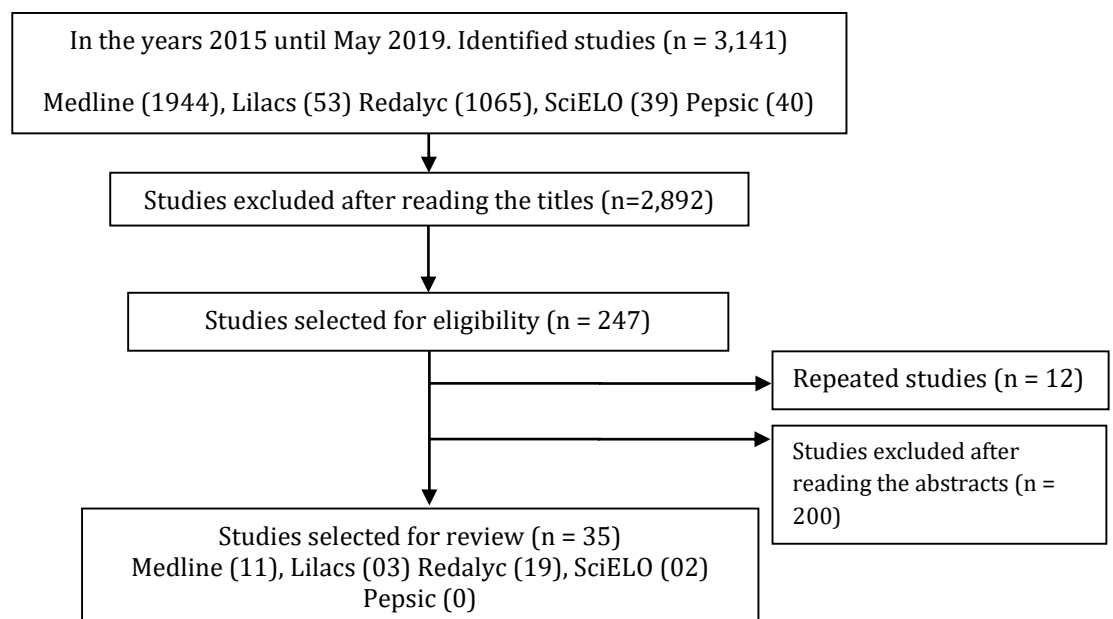 In the years 2015 until May 2019. Identified studies (n = 3,141)
Medline (1944), Lilacs (53) Redalyc (1065), SciELO (39) Pepsic (40)
Studies excluded after reading the titles (n=2,892)
Studies selected for eligibility (n = 247)
Repeated studies (n = 12)
Studies excluded after
reading the abstracts (n =
200)
Studies selected for review (n = 35)
Medline (11), Lilacs (03) Redalyc (19), SciELO (02)
Pepsic (0)